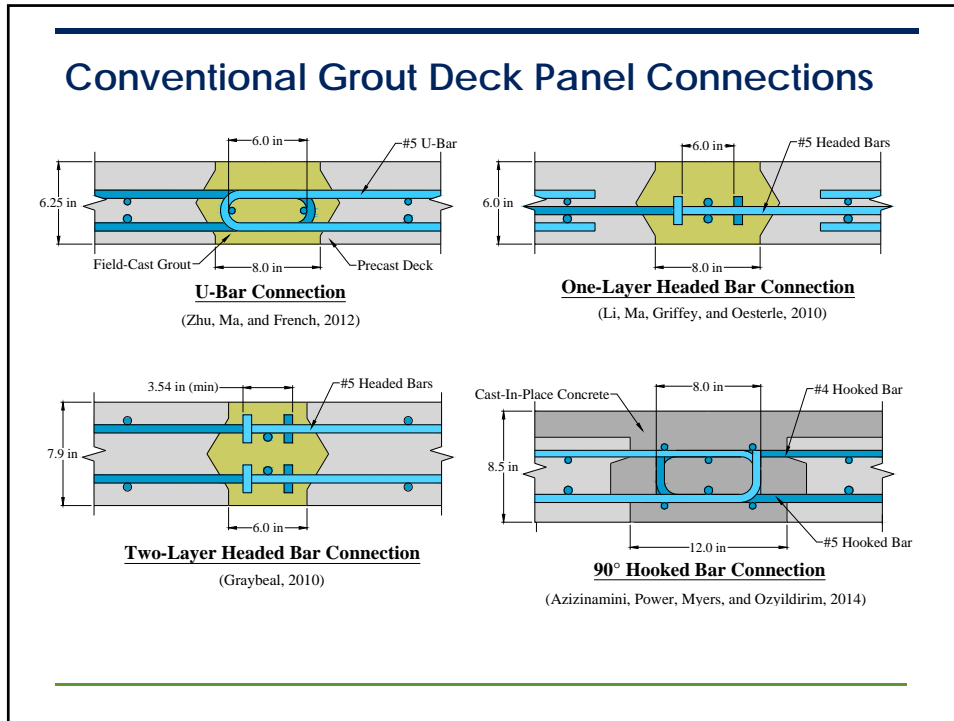 Conventional Grout Deck Panel Connections
6.0 in
#5 U-Bar
6.25 in
Field-Cast Grout
8.0 in
Precast Deck
U-Bar Connection
(Zhu, Ma, and French, 2012)
6.0 in
#5 Headed Bars
6.0 in
8.0 in
One-Layer Headed Bar Connection
(Li, Ma, Griffey, and Oesterle, 2010)
3.54 in (min)
#5 Headed Bars
7.9 in
6.0 in
Two-Layer Headed Bar Connection
(Graybeal, 2010)
Cast-In-Place Concrete
8.0 in
#4 Hooked Bar
8.5 in
12.0 in
#5 Hooked Bar
90° Hooked Bar Connection
(Azizinamini, Power, Myers, and Ozyildirim, 2014)